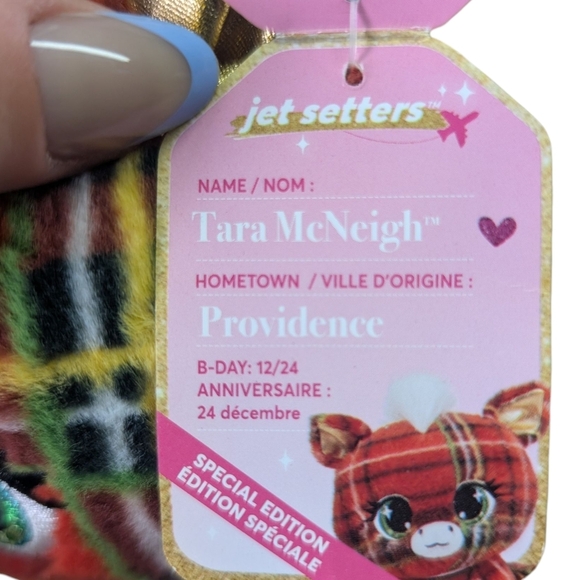 jet setters™
NAME / NOM :
Tara McNeigh™
HOMETOWN / VILLE D'ORIGINE :
Providence
B-DAY: 12/24
ANNIVERSAIRE :
24 décembre
SPECIAL EDITION
ÉDITION SPÉCIALE